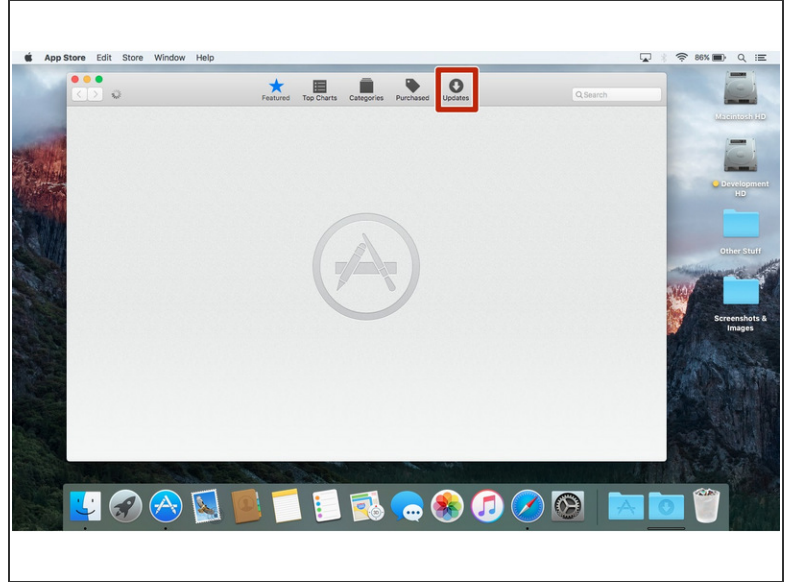 App Store Edit Store Window Help 86%
Featured Top Charts Categories Purchased Updates Search
Macintosh HD
Development
HD
Other Stuff
Screenshots &
Images